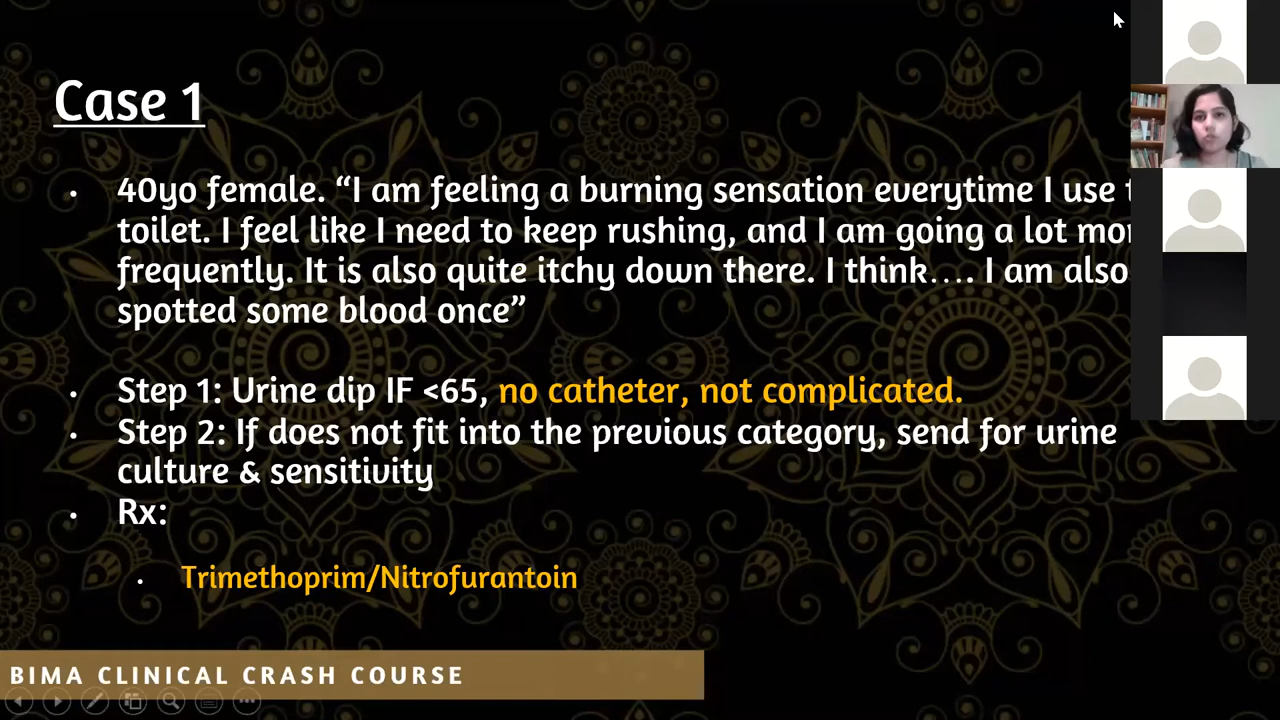 Case 1
• 40yo female. “I am feeling a burning sensation everytime I use
toilet. I feel like I need to keep rushing, and I am going a lot
frequently. It is also quite itchy down there. I think.... I am also
spotted some blood once”
• Step 1: Urine dip IF <65, no catheter, not complicated.
• Step 2: If does not fit into the previous category, send for urine
culture & sensitivity
• Rx:
• Trimethoprim/Nitrofurantoin
BIMA CLINICAL CRASH COURSE